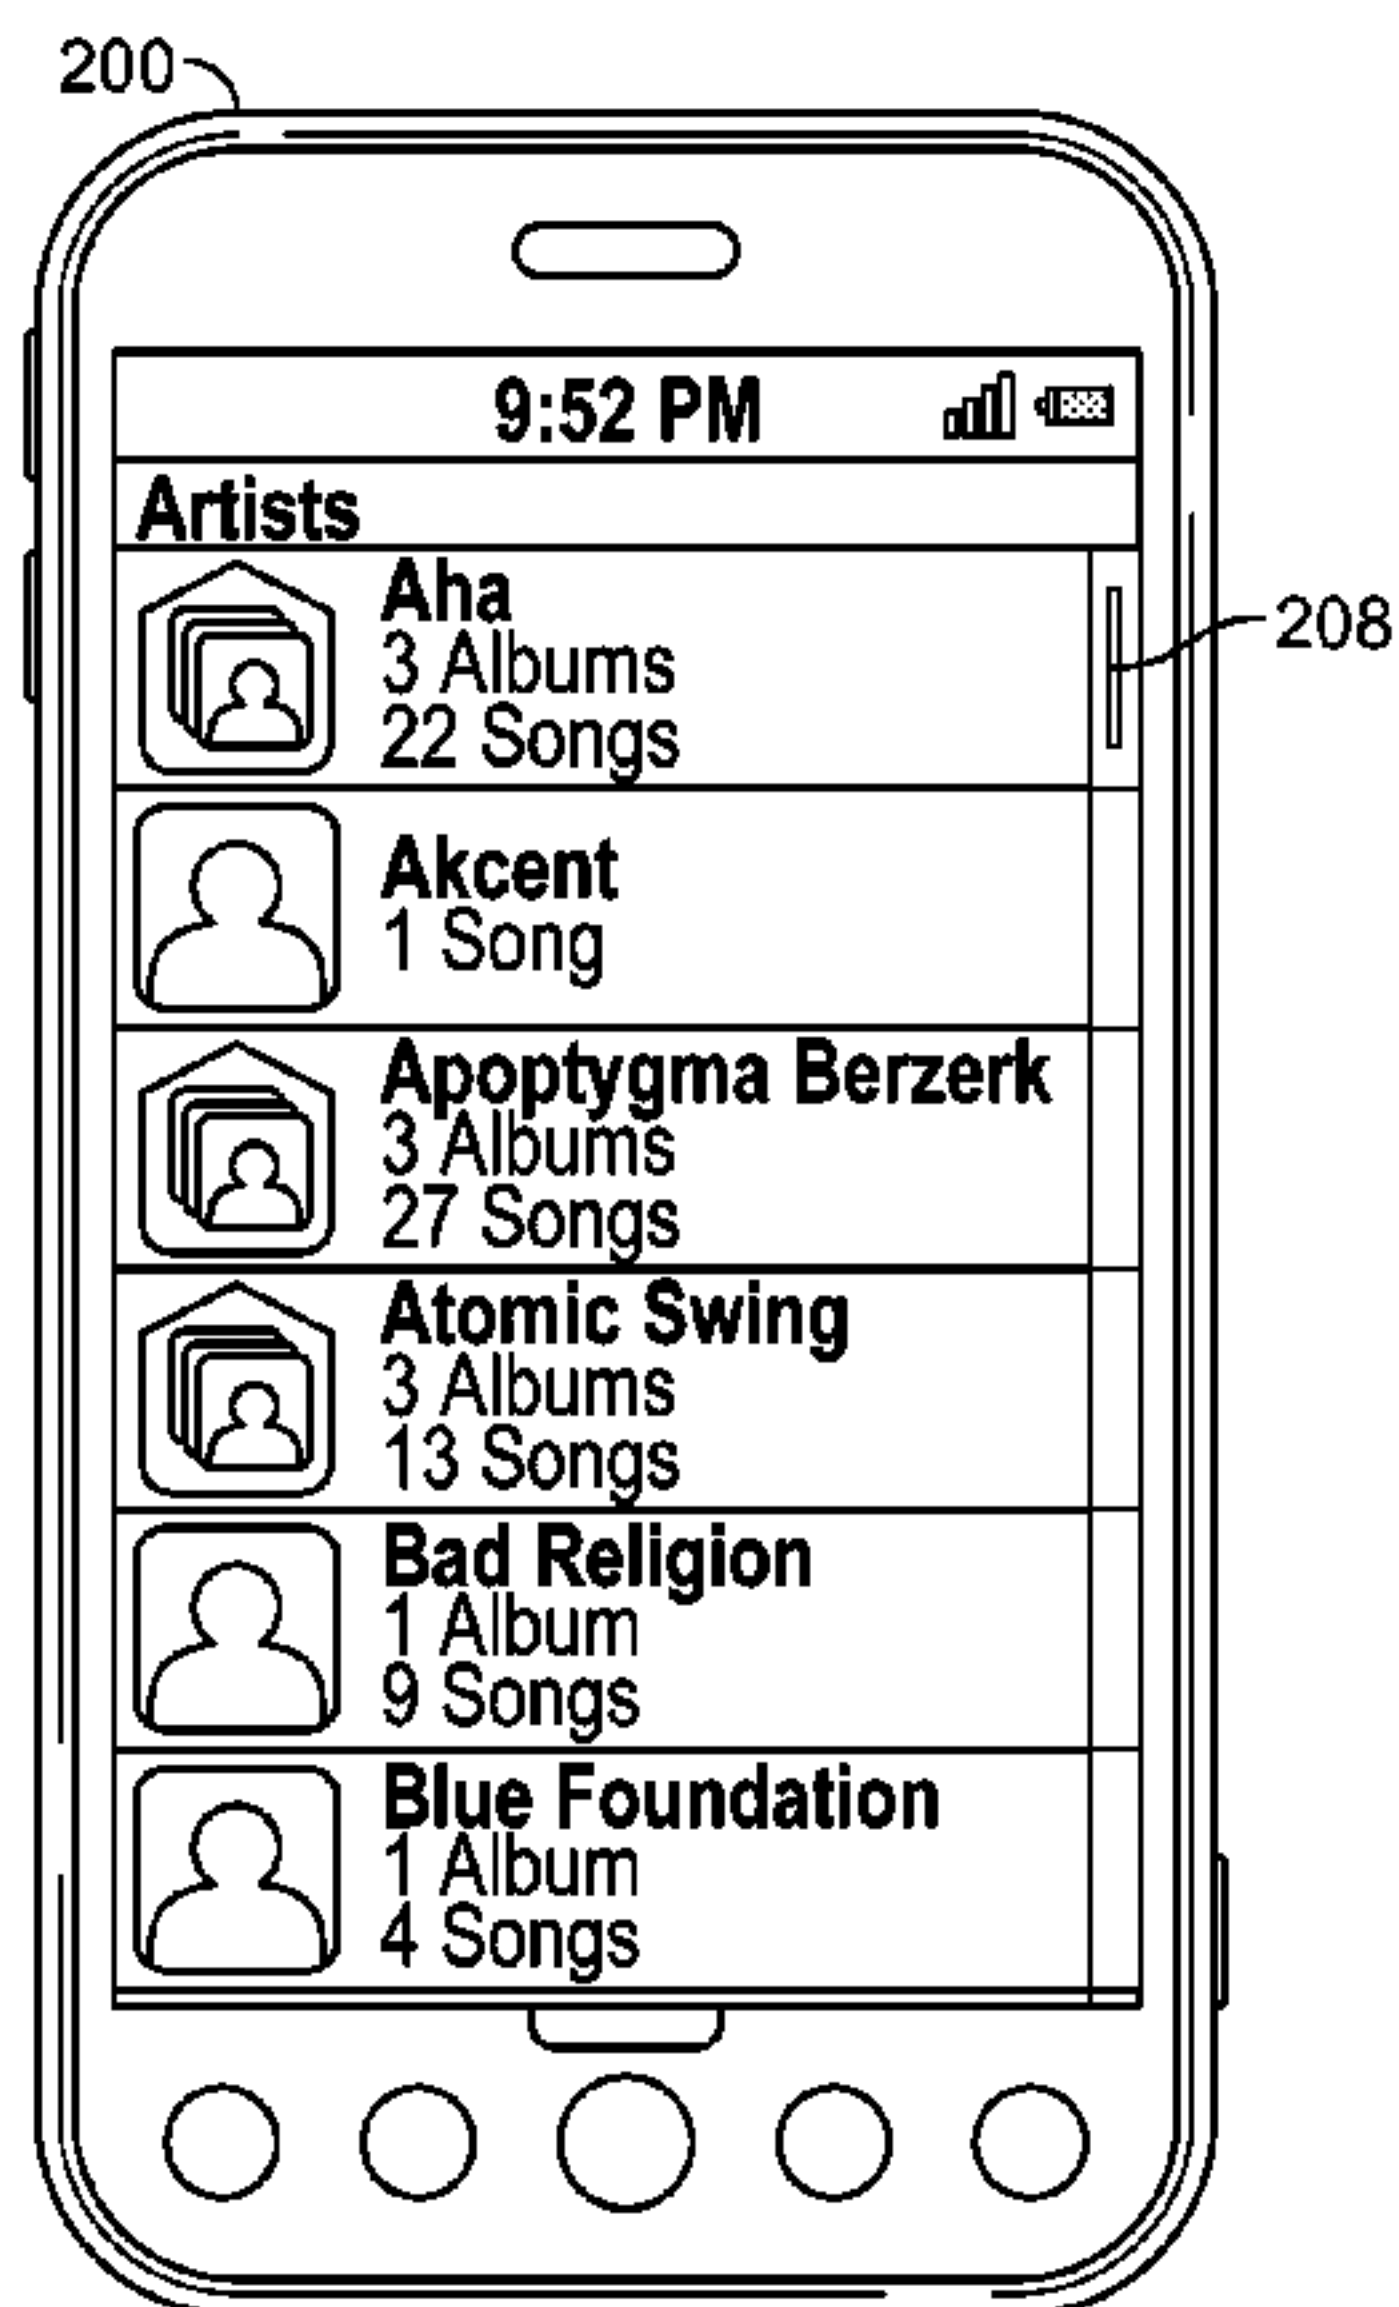 200
9:52 PM
Artists
Aha
3 Albums
22 Songs
208
Akcent
1 Song
Apoptygma Berzerk
3 Albums
27 Songs
Atomic Swing
3 Albums
13 Songs
Bad Religion
1 Album
9 Songs
Blue Foundation
1 Album
4 Songs